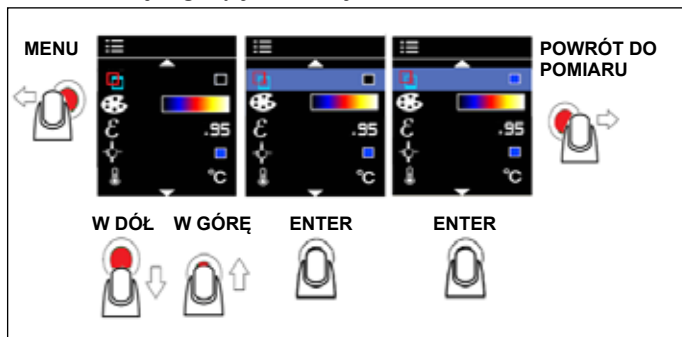 MENU
POWRÓT DO
POMIARU
ε .95
°C
ε .95
°C
ε .95
°C
W DÓŁ
W GÓRĘ
ENTER
ENTER